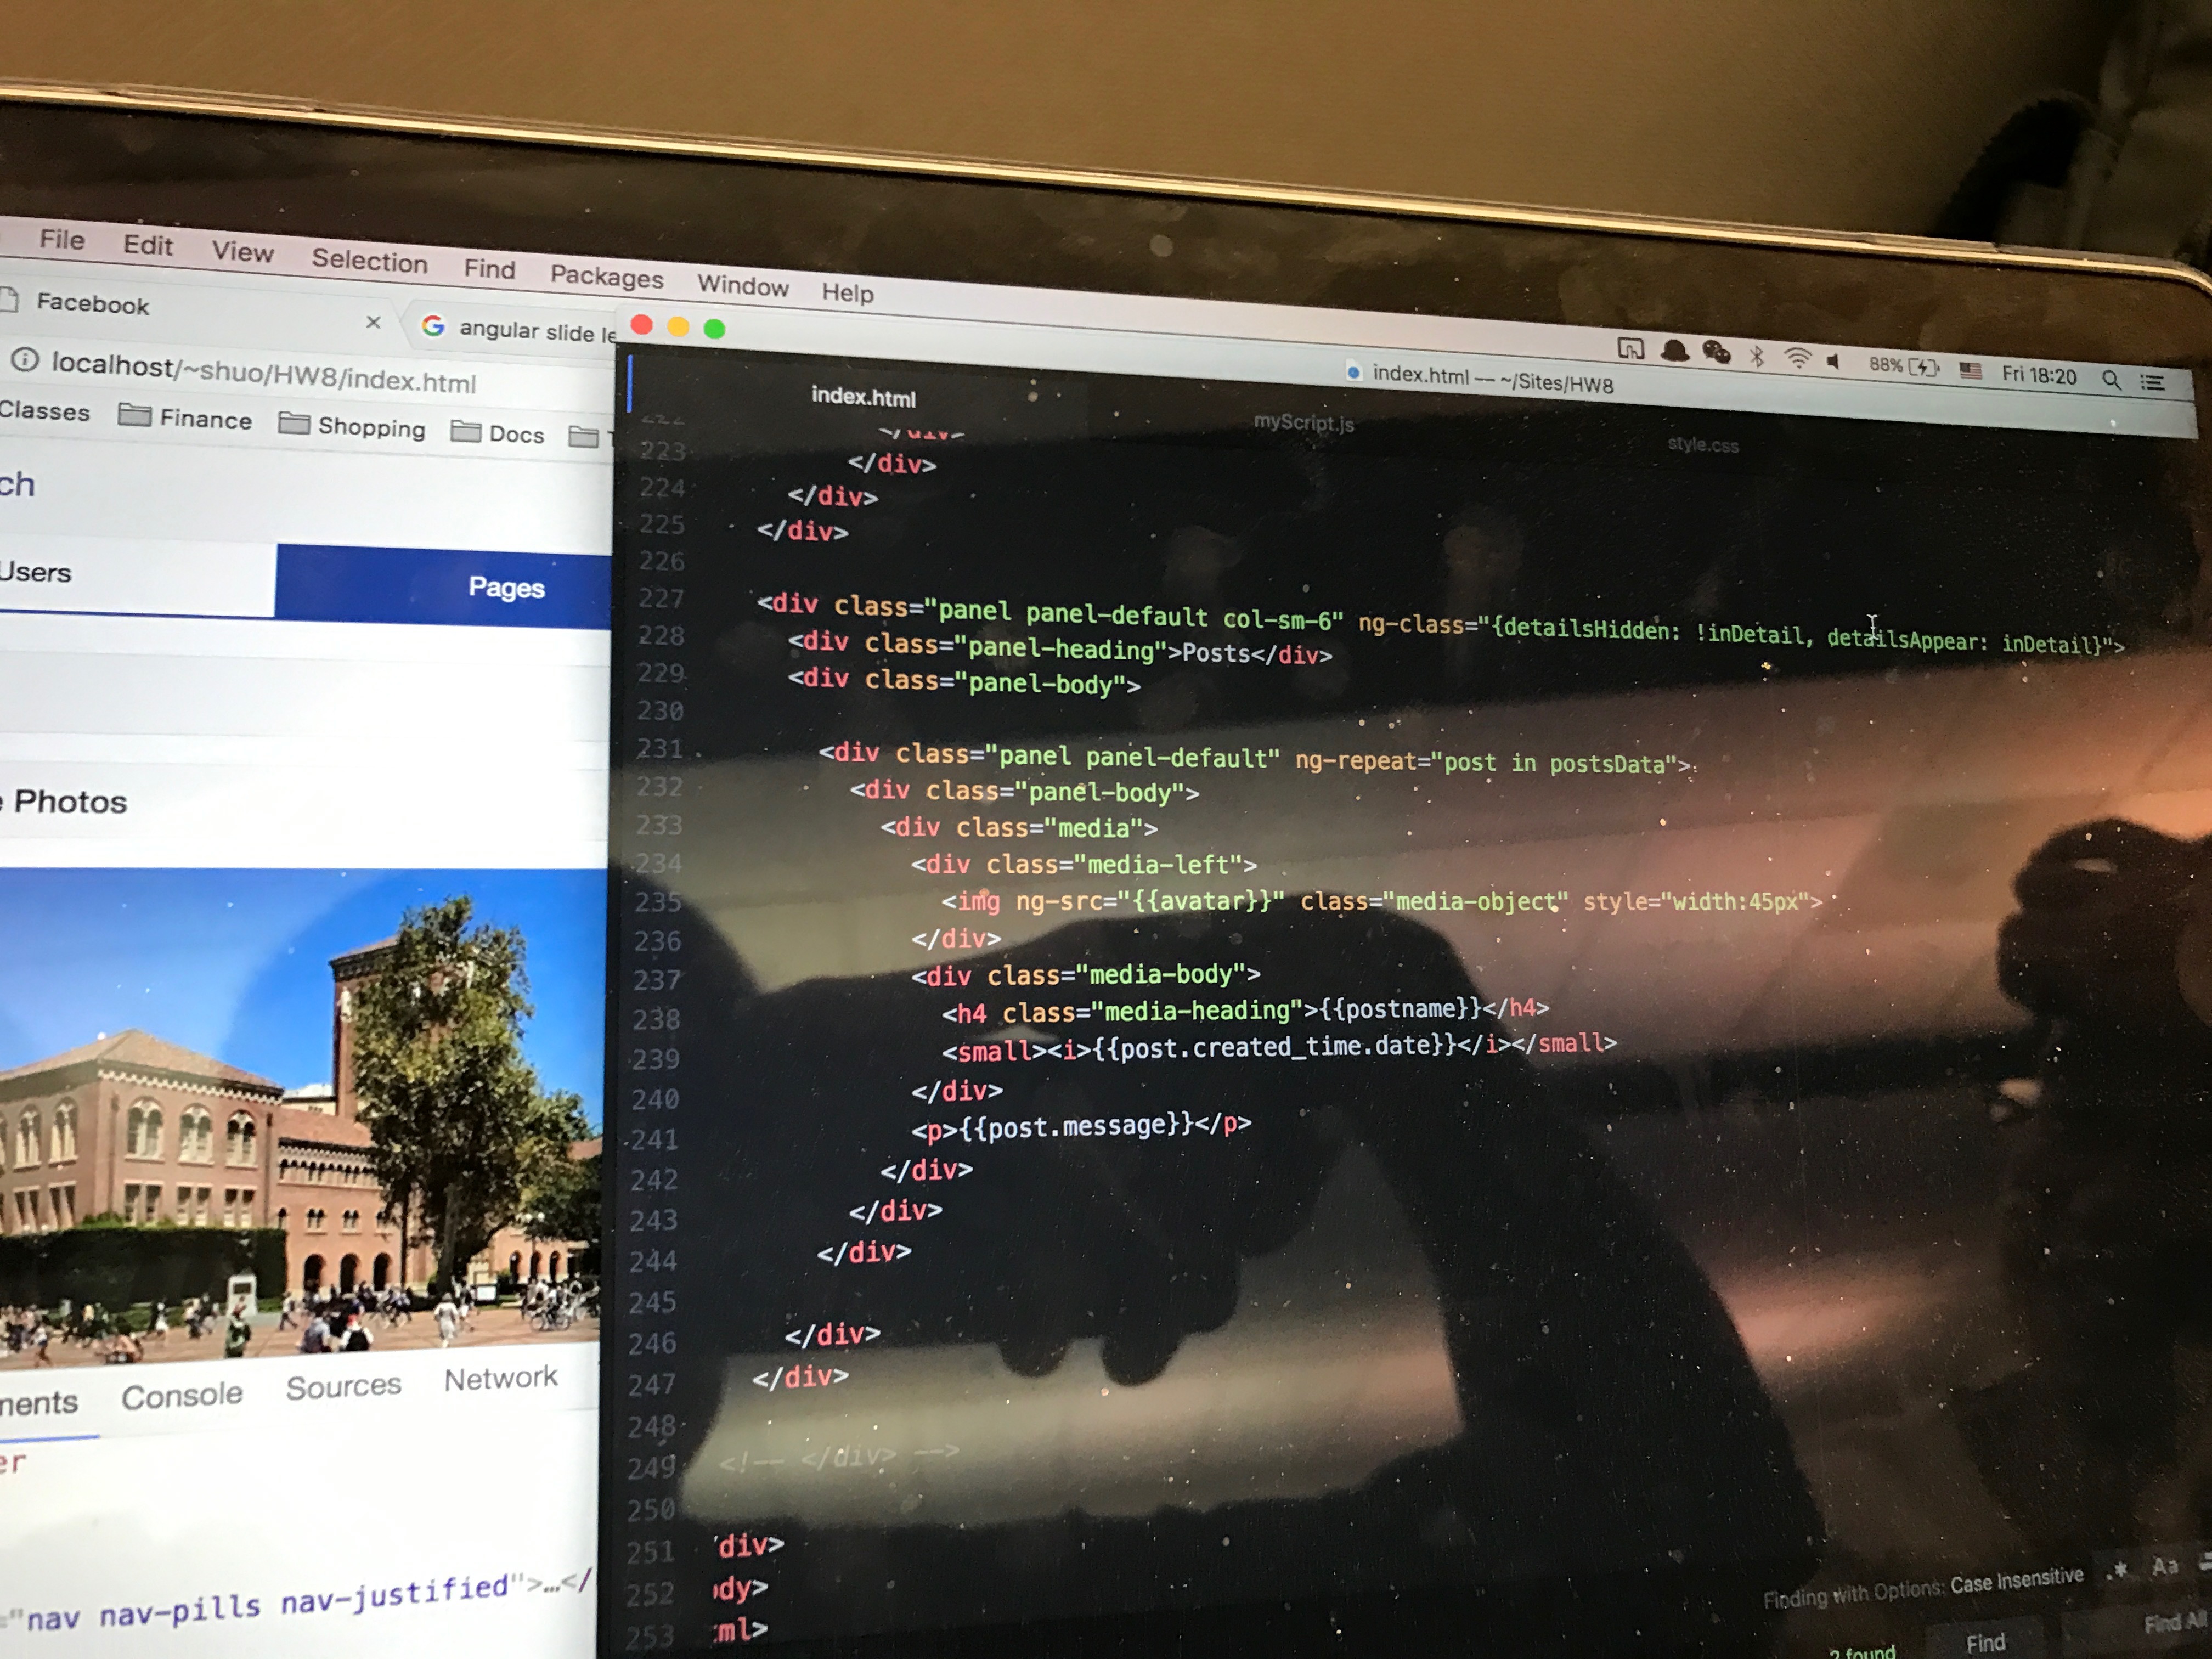 File Edit View Selection Find Packages Window Help
88% Fri 18:20
Facebook
angular slide le
localhost/~shuo/HW8/index.html
Classes Finance Shopping Docs
ch
Users Pages
Photos
ments Console Sources Network
er
="nav nav-pills nav-justified">…</
index.html — ~/Sites/HW8
index.html myScript.js style.css
222 </div>
223 </div>
224 </div>
225 </div>
226
227 <div class="panel panel-default col-sm-6" ng-class="{detailsHidden: !inDetail, detailsAppear: inDetail}">
228 <div class="panel-heading">Posts</div>
229 <div class="panel-body">
230
231 <div class="panel panel-default" ng-repeat="post in postsData">
232 <div class="panel-body">
233 <div class="media">
234 <div class="media-left">
235 <img ng-src="{{avatar}}" class="media-object" style="width:45px">
236 </div>
237 <div class="media-body">
238 <h4 class="media-heading">{{postname}}</h4>
239 <small><i>{{post.created_time.date}}</i></small>
240 </div>
241 <p>{{post.message}}</p>
242 </div>
243 </div>
244 </div>
245
246 </div>
247 </div>
248
249 <!-- </div> -->
250
251 div>
252 dy>
253 ml>
Finding with Options: Case Insensitive .* Aa
2 found Find Find All